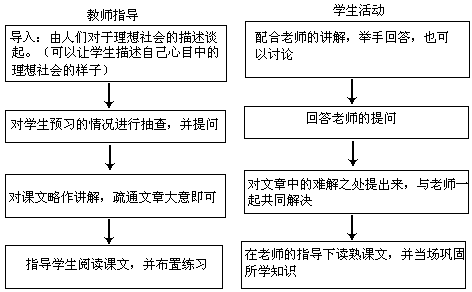 教师指导
导入：由人们对于理想社会的描述谈
起。（可以让学生描述自己心目中的
理想社会的样子）
对学生预习的情况进行抽查，并提问
对课文略作讲解，疏通文章大意即可
指导学生阅读课文，并布置练习
学生活动
配合老师的讲解，举手回答，也可
以讨论
回答老师的提问
对文章中的难解之处提出来，与老师一
起共同解决
在老师的指导下读熟课文，并当场巩固
所学知识